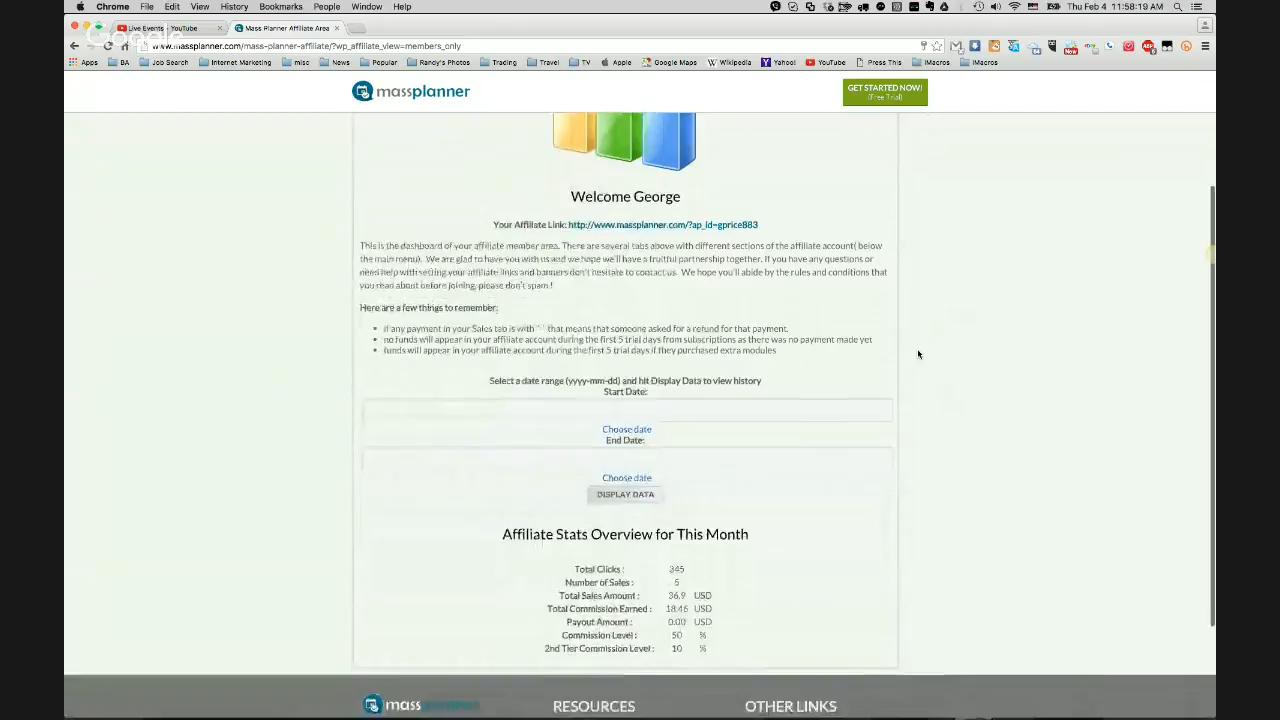 Chrome File Edit View History Bookmarks People Window Help Thu Feb 4 11:58:19 AM
Live Events - YouTube Mass Planner Affiliate Area
Google
www.massplanner.com/mass-planner-affiliate/?wp_affiliate_view=members_only
Apps BA Job Search Internet Marketing misc News Popular Randy's Photos Trading Travel TV Apple Google Maps Wikipedia Yahoo! YouTube Press This iMacros iMacros
massplanner
GET STARTED NOW!
(Free Trial)
Welcome George
Your Affiliate Link: http://www.massplanner.com/?ap_id=gprice883
This is the dashboard of your affiliate member area. There are several tabs above with different sections of the affiliate account( below
the main menu). We are glad to have you with us and we hope we'll have a fruitful partnership together. If you have any questions or
need help with setting your affiliate links and banners don't hesitate to contact us. We hope you'll abide by the rules and conditions that
you read about before joining, please don't spam !
Here are a few things to remember:
if any payment in your Sales tab is with "-" that means that someone asked for a refund for that payment.
no funds will appear in your affiliate account during the first 5 trial days from subscriptions as there was no payment made yet
funds will appear in your affiliate account during the first 5 trial days if they purchased extra modules
Select a date range (yyyy-mm-dd) and hit Display Data to view history
Start Date:
Choose date
End Date:
Choose date
DISPLAY DATA
Affiliate Stats Overview for This Month
Total Clicks : 345
Number of Sales : 5
Total Sales Amount : 36.9 USD
Total Commission Earned : 18.46 USD
Payout Amount : 0.00 USD
Commission Level : 50 %
2nd Tier Commission Level : 10 %
massplanner RESOURCES OTHER LINKS